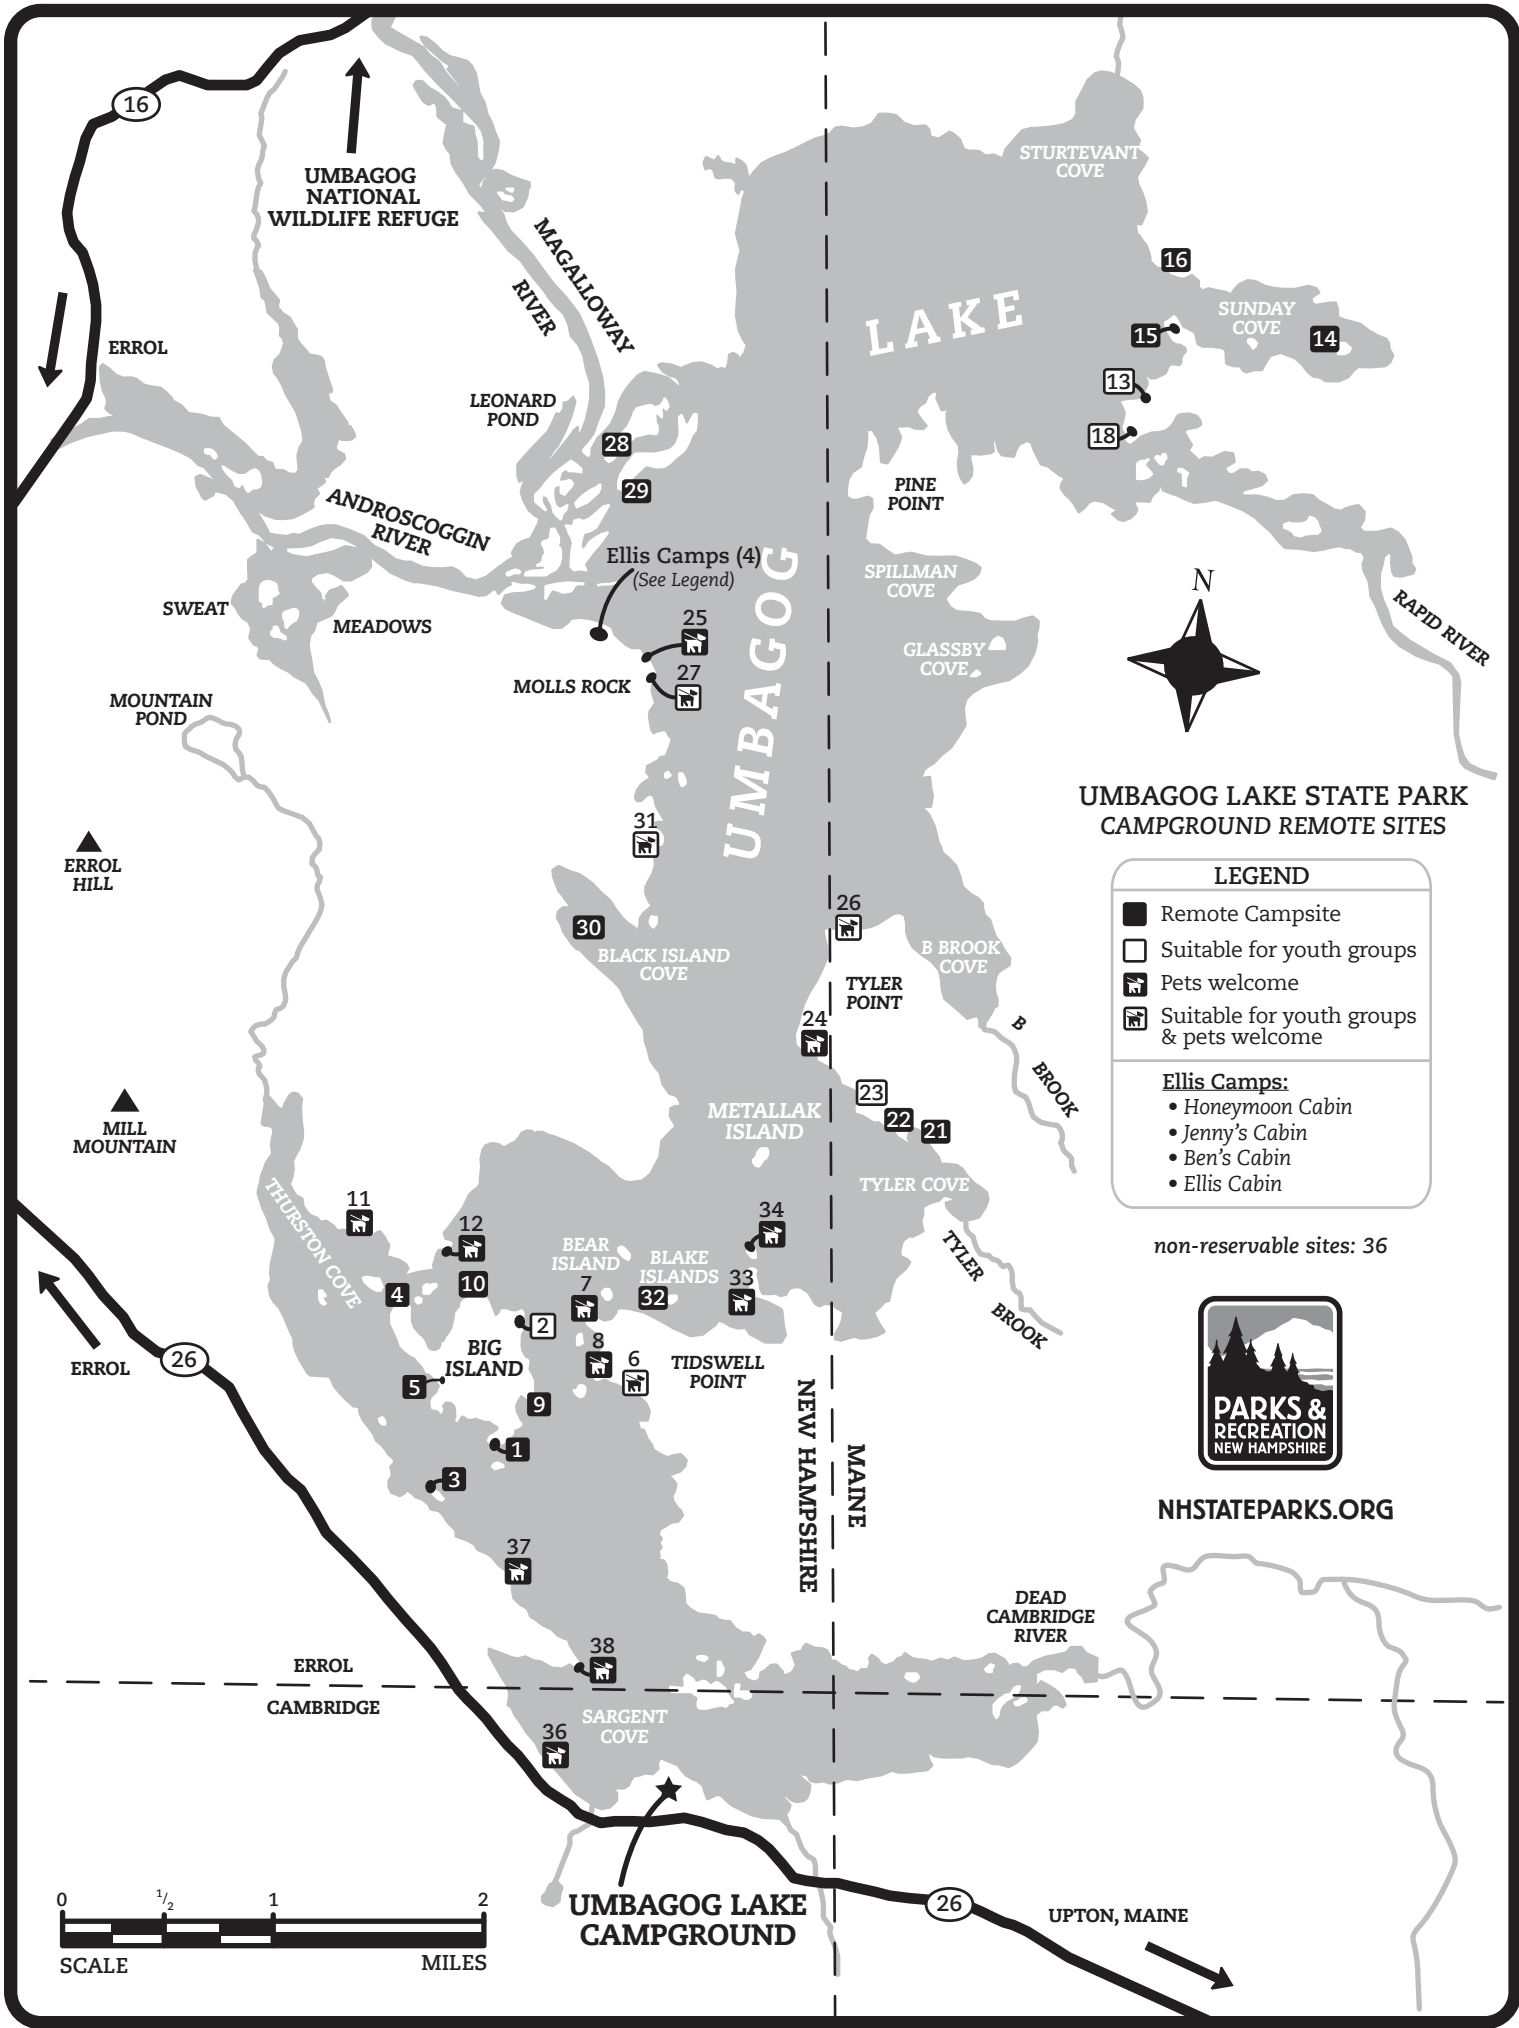 16
UMBAGOG
NATIONAL
WILDLIFE REFUGE
MAGALLOWAY
RIVER
STURTEVANT
COVE
16
SUNDAY
COVE
14
15
13
18
LAKE
UMBAGOG
ERROL
LEONARD
POND
28
29
PINE
POINT
ANDROSCOGGIN
RIVER
Ellis Camps (4)
(See Legend)
SPILLMAN
COVE
N
RAPID RIVER
SWEAT
MEADOWS
25
GLASSBY
COVE
27
MOLLS ROCK
MOUNTAIN
POND
UMBAGOG LAKE STATE PARK
CAMPGROUND REMOTE SITES
31
ERROL
HILL
LEGEND
Remote Campsite
Suitable for youth groups
Pets welcome
Suitable for youth groups
& pets welcome
Ellis Camps:
• Honeymoon Cabin
• Jenny's Cabin
• Ben's Cabin
• Ellis Cabin
non-reservable sites: 36
26
30
BLACK ISLAND
COVE
B BROOK
COVE
TYLER
POINT
24
B
BROOK
23
22
21
METALLAK
ISLAND
MILL
MOUNTAIN
TYLER COVE
THURSTON COVE
11
12
34
TYLER
BROOK
BEAR
ISLAND
BLAKE
ISLANDS
10
4
7
32
33
2
BIG
ISLAND
8
6
TIDSWELL
POINT
ERROL
26
5
9
1
3
NEW HAMPSHIRE
MAINE
PARKS &
RECREATION
NEW HAMPSHIRE
NHSTATEPARKS.ORG
37
DEAD
CAMBRIDGE
RIVER
38
ERROL
CAMBRIDGE
SARGENT
COVE
36
UMBAGOG LAKE
CAMPGROUND
26
UPTON, MAINE
0 1/2 1 2
SCALE MILES